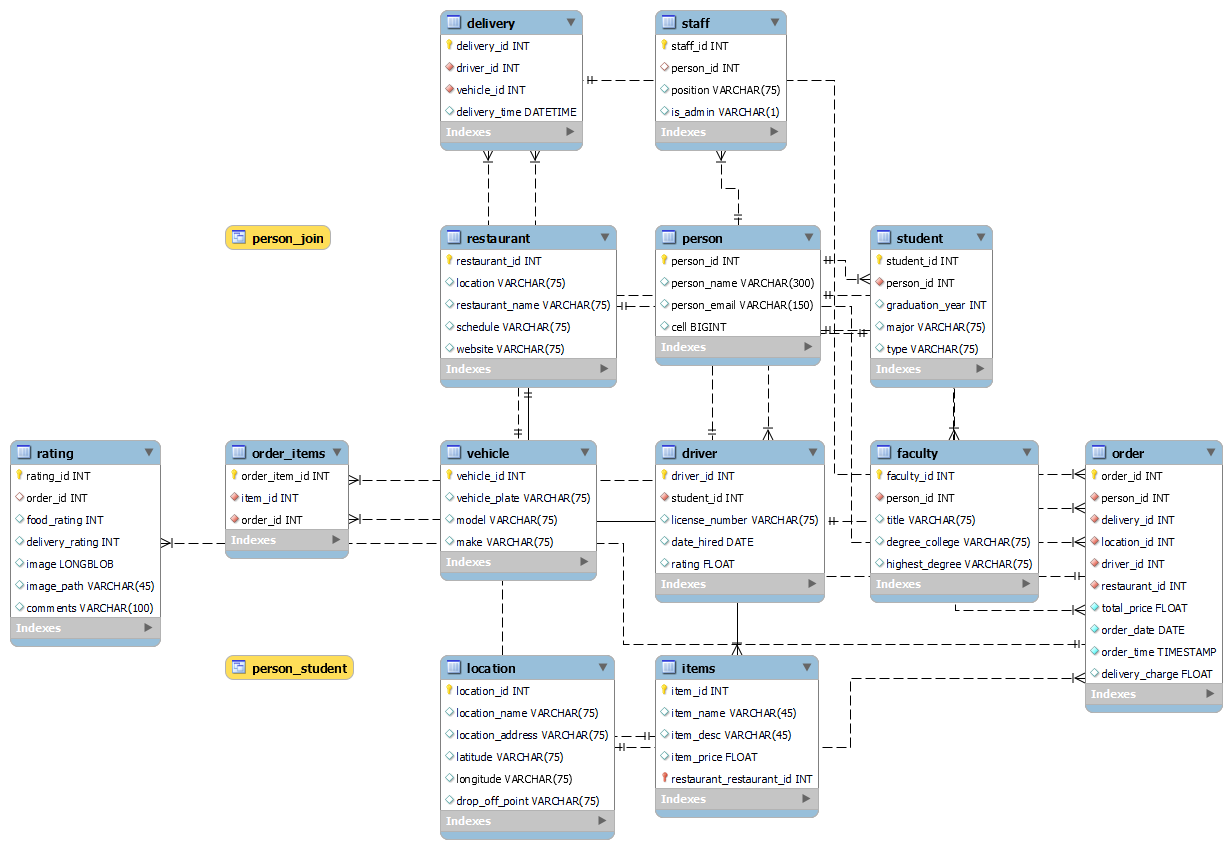 delivery
delivery_id INT
driver_id INT
vehicle_id INT
delivery_time DATETIME
Indexes
staff
staff_id INT
person_id INT
position VARCHAR(75)
is_admin VARCHAR(1)
Indexes
person_join
restaurant
restaurant_id INT
location VARCHAR(75)
restaurant_name VARCHAR(75)
schedule VARCHAR(75)
website VARCHAR(75)
Indexes
person
person_id INT
person_name VARCHAR(300)
person_email VARCHAR(150)
cell BIGINT
Indexes
student
student_id INT
person_id INT
graduation_year INT
major VARCHAR(75)
type VARCHAR(75)
Indexes
rating
rating_id INT
order_id INT
food_rating INT
delivery_rating INT
image LONGBLOB
image_path VARCHAR(45)
comments VARCHAR(100)
Indexes
order_items
order_item_id INT
item_id INT
order_id INT
Indexes
vehicle
vehicle_id INT
vehicle_plate VARCHAR(75)
model VARCHAR(75)
make VARCHAR(75)
Indexes
driver
driver_id INT
student_id INT
license_number VARCHAR(75)
date_hired DATE
rating FLOAT
Indexes
faculty
faculty_id INT
person_id INT
title VARCHAR(75)
degree_college VARCHAR(75)
highest_degree VARCHAR(75)
Indexes
order
order_id INT
person_id INT
delivery_id INT
location_id INT
driver_id INT
restaurant_id INT
total_price FLOAT
order_date DATE
order_time TIMESTAMP
delivery_charge FLOAT
Indexes
person_student
location
location_id INT
location_name VARCHAR(75)
location_address VARCHAR(75)
latitude VARCHAR(75)
longitude VARCHAR(75)
drop_off_point VARCHAR(75)
Indexes
items
item_id INT
item_name VARCHAR(45)
item_desc VARCHAR(45)
item_price FLOAT
restaurant_restaurant_id INT
Indexes